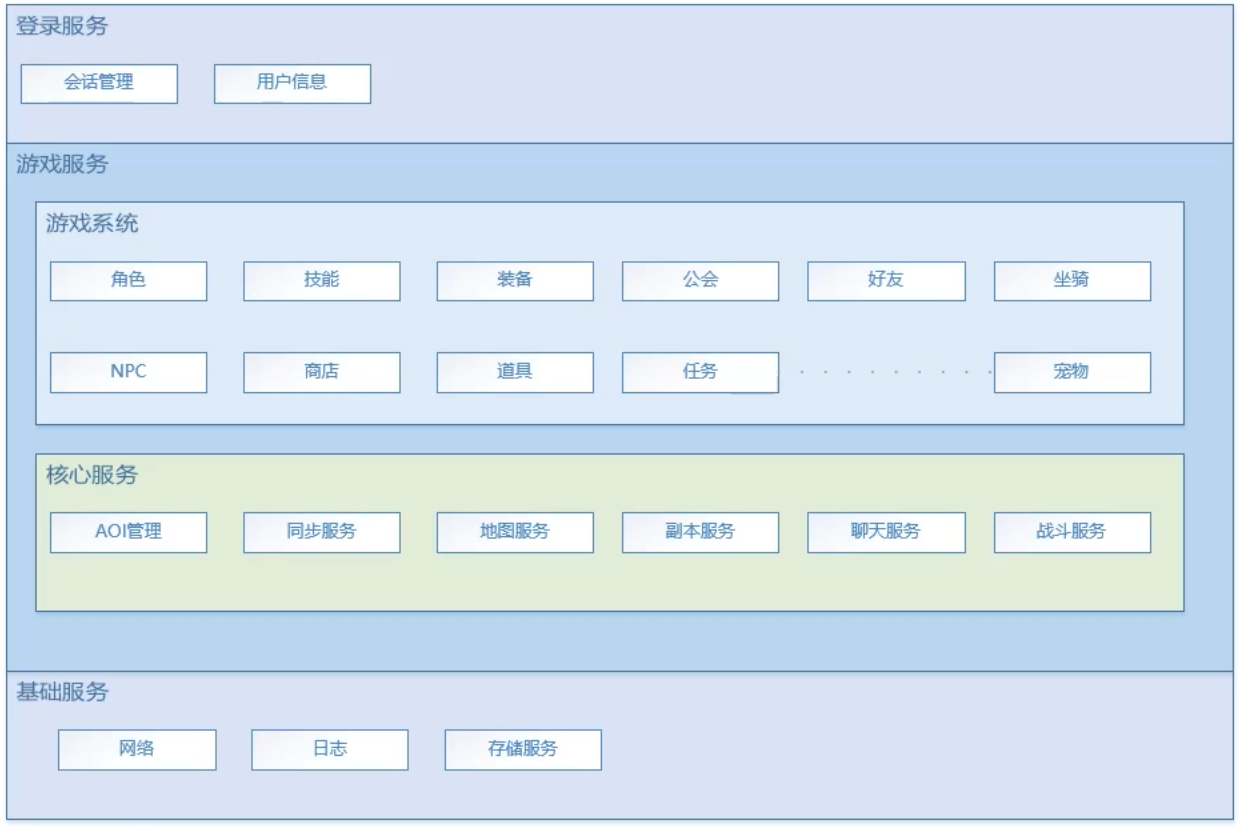 登录服务
会话管理 用户信息
游戏服务
游戏系统
角色 技能 装备 公会 好友 坐骑
NPC 商店 道具 任务 · · · · · · · · · 宠物
核心服务
AOI管理 同步服务 地图服务 副本服务 聊天服务 战斗服务
基础服务
网络 日志 存储服务